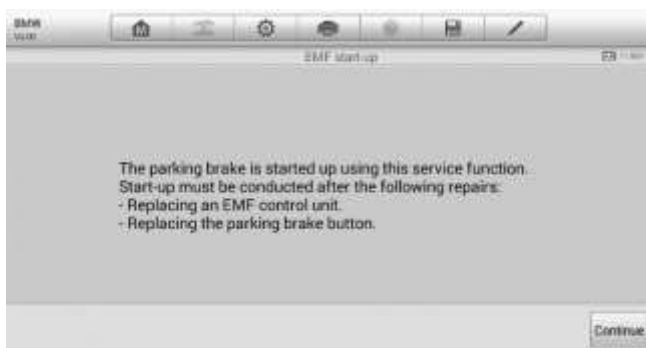 BMW
EMF start-up
The parking brake is started up using this service function.
Start-up must be conducted after the following repairs:
- Replacing an EMF control unit.
- Replacing the parking brake button.
Continue